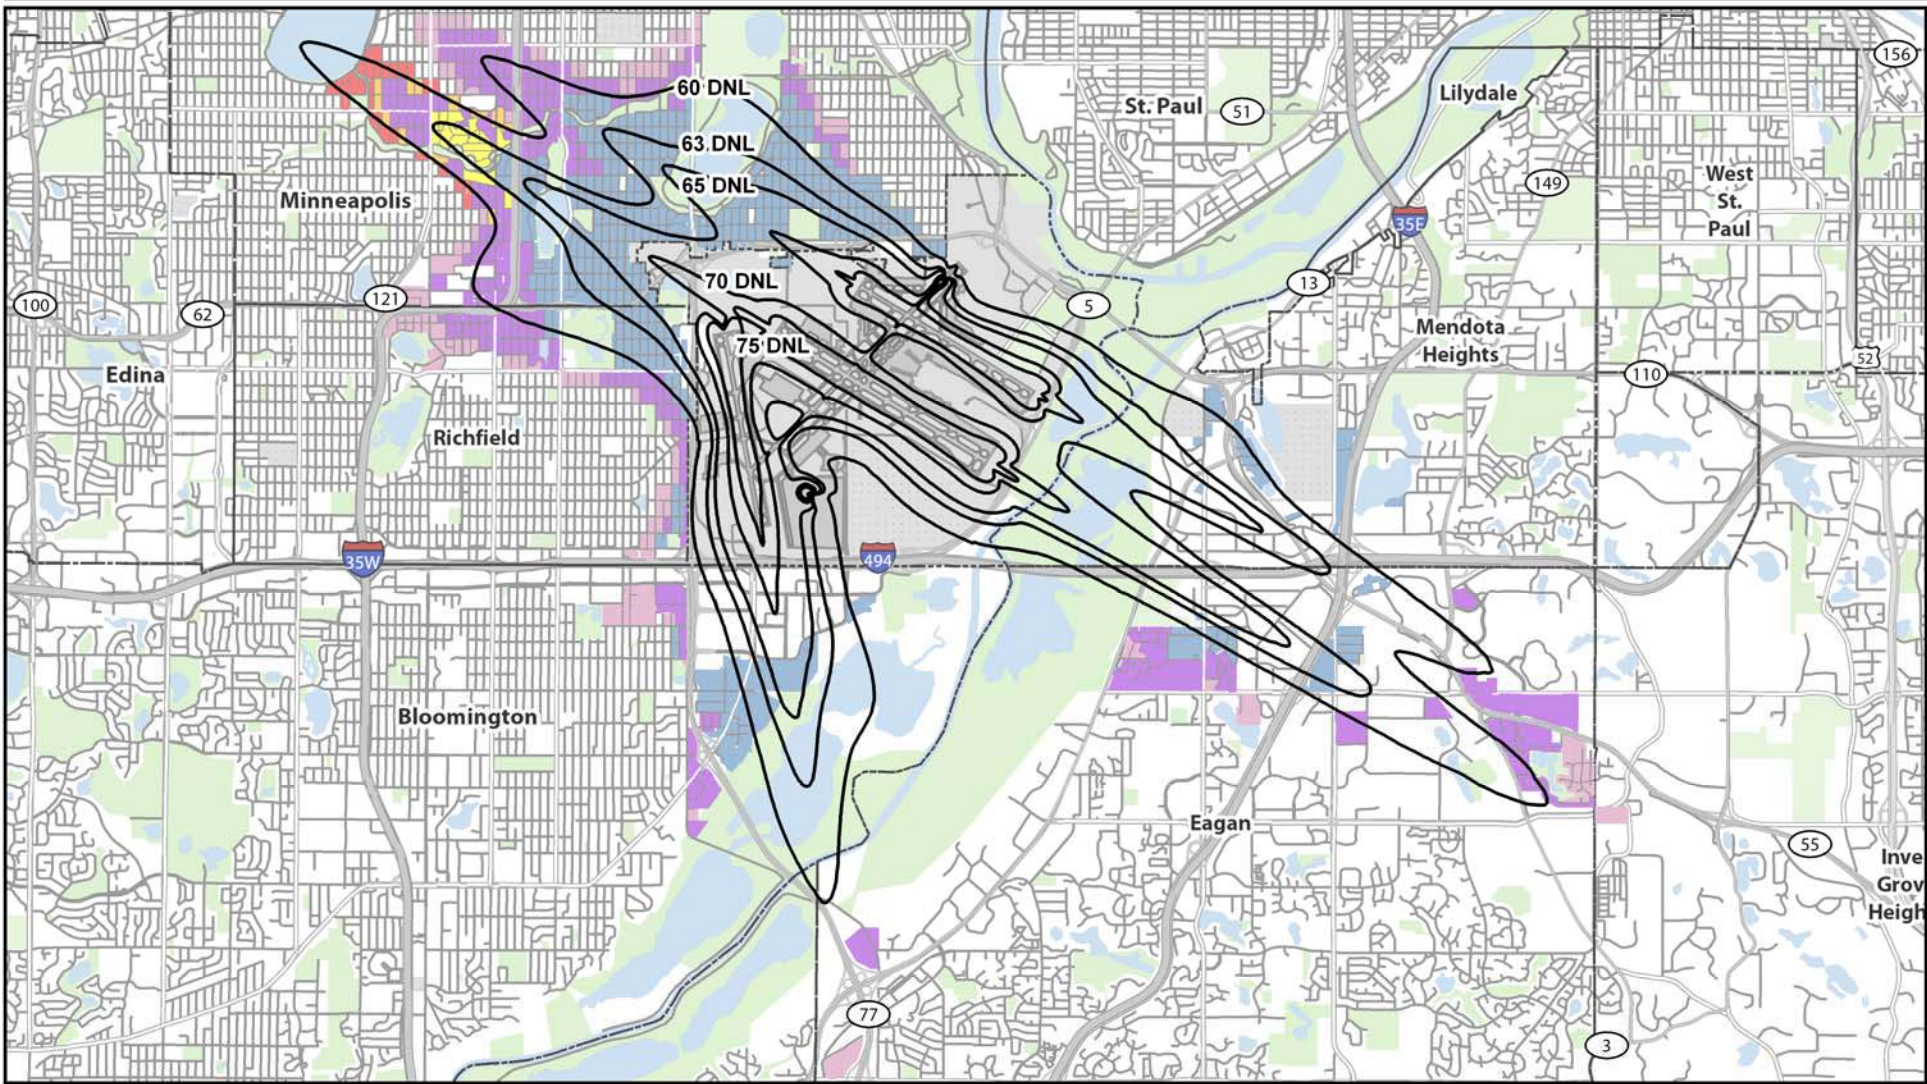 156
60 DNL
Lilydale
St. Paul
51
63 DNL
65 DNL
149
West
St.
Paul
Minneapolis
35E
70 DNL
13
100
121
5
62
Mendota
Heights
75 DNL
52
Edina
110
Richfield
35W
494
Bloomington
Eagan
55
Inve
Grov
Heigh
77
3